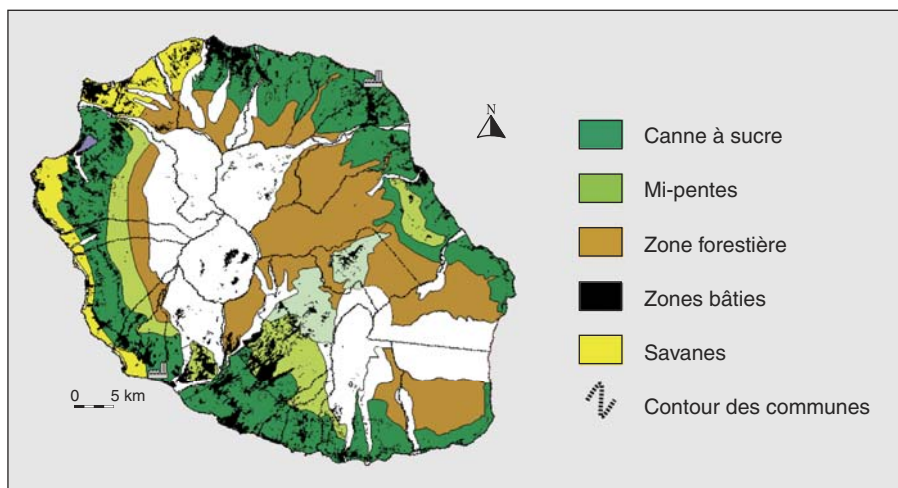 N
Canne à sucre
Mi-pentes
Zone forestière
Zones bâties
Savanes
Contour des communes
0 5 km